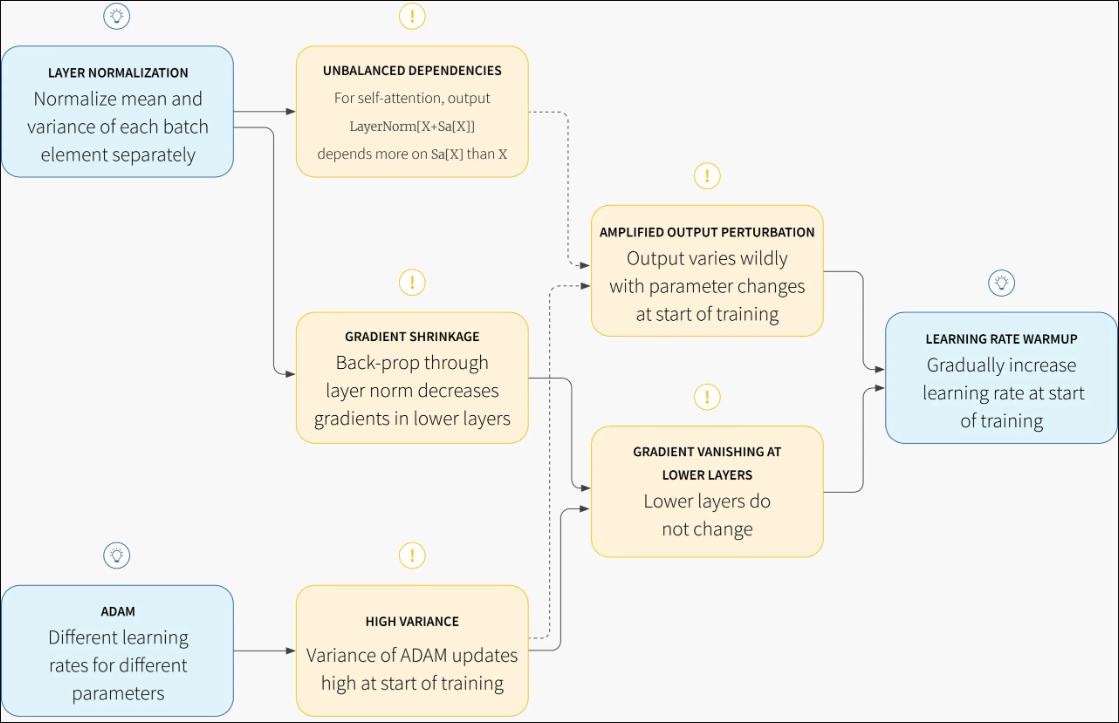 LAYER NORMALIZATION
Normalize mean and
variance of each batch
element separately
UNBALANCED DEPENDENCIES
For self-attention, output
LayerNorm[X+Sa[X]]
depends more on Sa[X] than X
AMPLIFIED OUTPUT PERTURBATION
Output varies wildly
with parameter changes
at start of training
GRADIENT SHRINKAGE
Back-prop through
layer norm decreases
gradients in lower layers
LEARNING RATE WARMUP
Gradually increase
learning rate at start
of training
GRADIENT VANISHING AT
LOWER LAYERS
Lower layers do
not change
ADAM
Different learning
rates for different
parameters
HIGH VARIANCE
Variance of ADAM updates
high at start of training